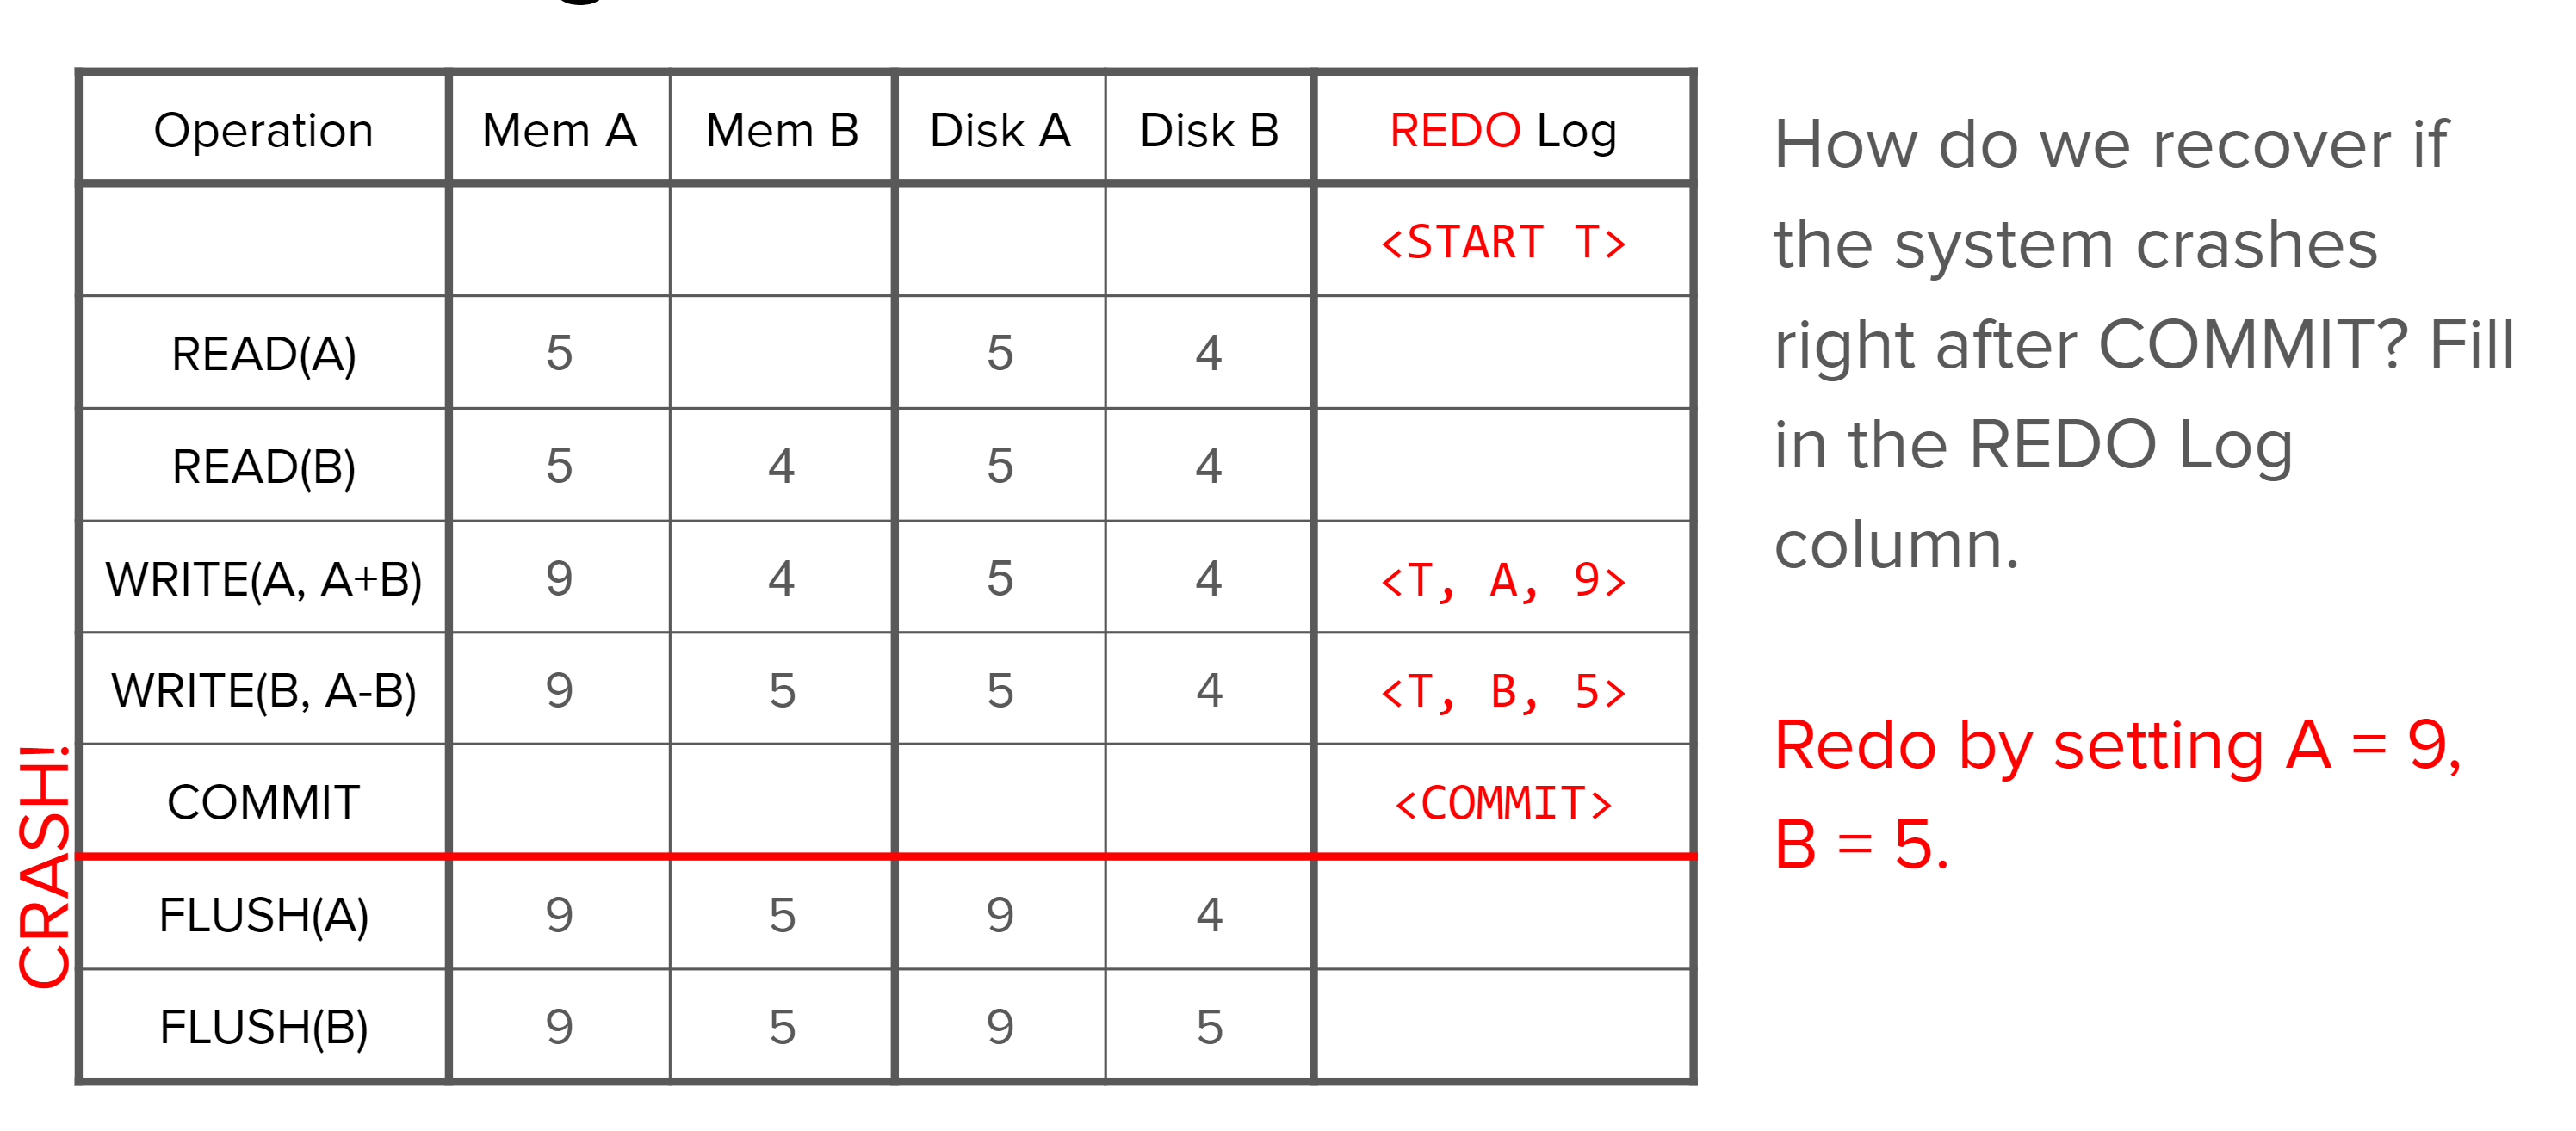 Operation Mem A Mem B Disk A Disk B REDO Log
<START T>
READ(A) 5 5 4
READ(B) 5 4 5 4
WRITE(A, A+B) 9 4 5 4 <T, A, 9>
WRITE(B, A-B) 9 5 5 4 <T, B, 5>
COMMIT <COMMIT>
FLUSH(A) 9 5 9 4
FLUSH(B) 9 5 9 5
CRASH!
How do we recover if
the system crashes
right after COMMIT? Fill
in the REDO Log
column.
Redo by setting A = 9,
B = 5.